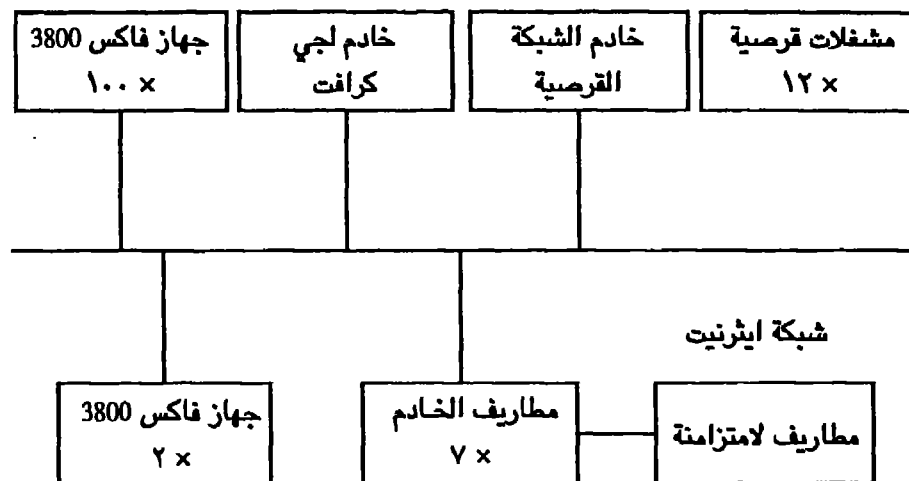 مشغلات قرصية
١٢ ×
خادم الشبكة
القرصية
خادم لجي
كرافت
جهاز فاكس 3800
١٠٠ ×
شبكة ايثرنيت
مطاريف لامتزامنة
مطاريف الخادم
٧ ×
جهاز فاكس 3800
٢ ×